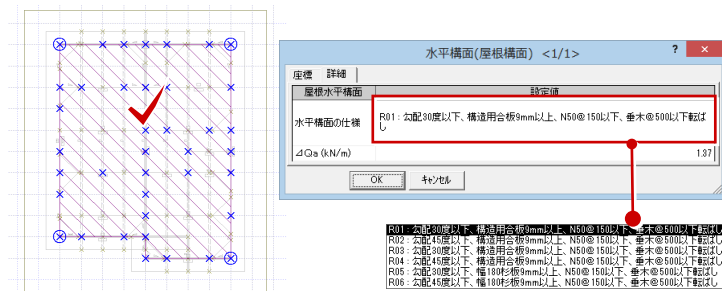 水平構面(屋根構面) <1/1>
? ×
座標 詳細
屋根水平構面 設定値
水平構面の仕様
R01：勾配30度以下、構造用合板9mm以上、N50@150以下、垂木@500以下転ば
し
⊿Qa (kN/m) 1.37
OK キャンセル
R01：勾配30度以下、構造用合板9mm以上、N50@150以下、垂木@500以下転ばし
R02：勾配45度以下、構造用合板9mm以上、N50@150以下、垂木@500以下転ばし
R03：勾配30度以下、構造用合板9mm以上、N50@150以下、垂木@500以下転ばし
R04：勾配45度以下、構造用合板9mm以上、N50@150以下、垂木@500以下転ばし
R05：勾配30度以下、幅180杉板9mm以上、N50@150以下、垂木@500以下転ばし
R06：勾配45度以下、幅180杉板9mm以上、N50@150以下、垂木@500以下転ばし